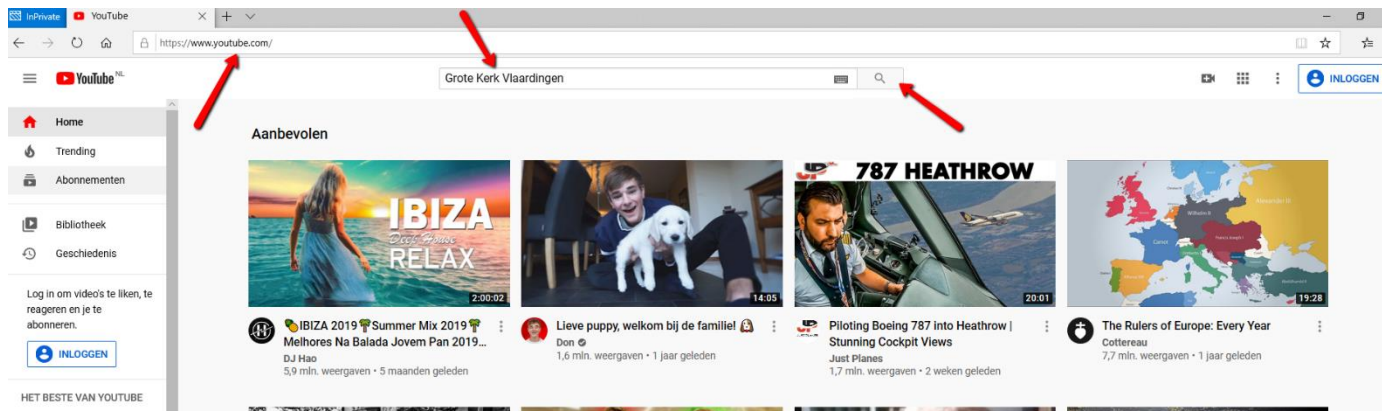 InPrivate
YouTube
https://www.youtube.com/
YouTube NL
Grote Kerk Vlaardingen
INLOGGEN
Home
Trending
Abonnementen
Bibliotheek
Geschiedenis
Log in om video's te liken, te
reageren en je te
abonneren.
INLOGGEN
HET BESTE VAN YOUTUBE
Aanbevolen
IBIZA
Deep House
RELAX
2:00:02
14:05
787 HEATHROW
20:01
19:28
IBIZA 2019🌴Summer Mix 2019🌴
Melhores Na Balada Jovem Pan 2019...
DJ Hao
5,9 mln. weergaven • 5 maanden geleden
Lieve puppy, welkom bij de familie!
Don
1,6 mln. weergaven • 1 jaar geleden
Piloting Boeing 787 into Heathrow |
Stunning Cockpit Views
Just Planes
1,7 mln. weergaven • 2 weken geleden
The Rulers of Europe: Every Year
Cottereau
7,7 mln. weergaven • 1 jaar geleden